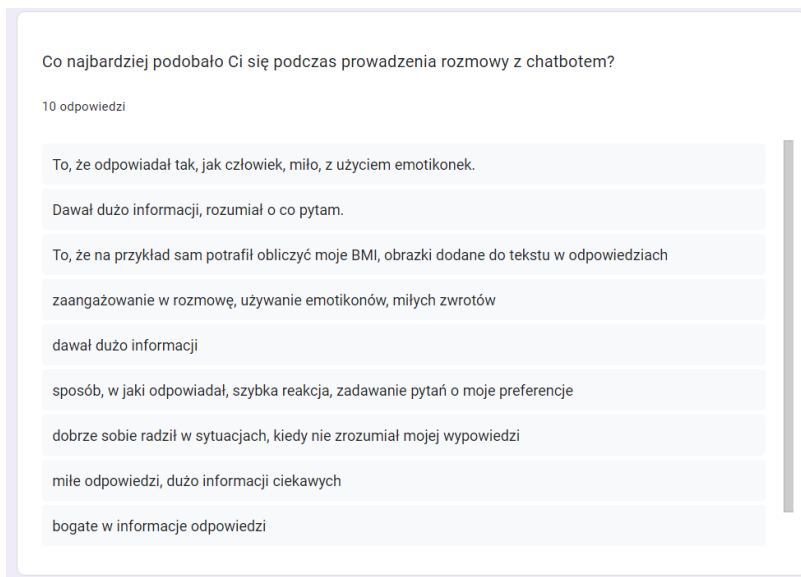 Co najbardziej podobało Ci się podczas prowadzenia rozmowy z chatbotem?
10 odpowiedzi
To, że odpowiadał tak, jak człowiek, miło, z użyciem emotikonek.
Dawał dużo informacji, rozumiał o co pytam.
To, że na przykład sam potrafił obliczyć moje BMI, obrazki dodane do tekstu w odpowiedziach
zaangażowanie w rozmowę, używanie emotikonów, miłych zwrotów
dawał dużo informacji
sposób, w jaki odpowiadał, szybka reakcja, zadawanie pytań o moje preferencje
dobrze sobie radził w sytuacjach, kiedy nie zrozumiał mojej wypowiedzi
miłe odpowiedzi, dużo informacji ciekawych
bogate w informacje odpowiedzi